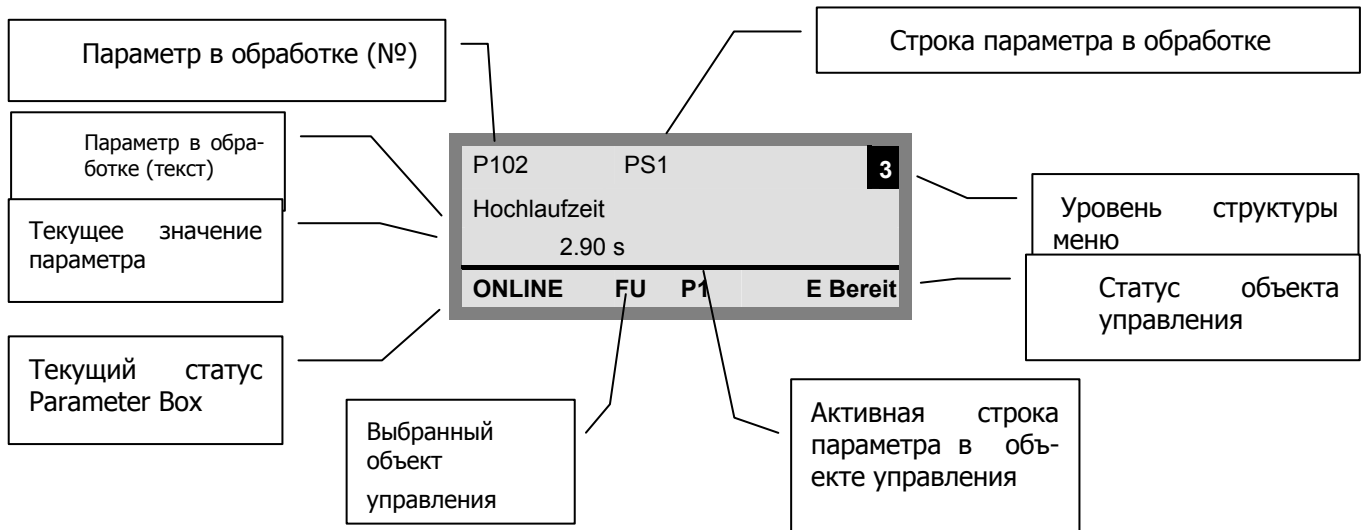 Параметр в обработке (№)
Строка параметра в обработке
Параметр в обра-
ботке (текст)
Текущее значение
параметра
Текущий статус
Parameter Box
P102 PS1 3
Hochlaufzeit
2.90 s
ONLINE FU P1 E Bereit
Уровень структуры
меню
Статус объекта
управления
Выбранный
объект
управления
Активная строка
параметра в объ-
екте управления